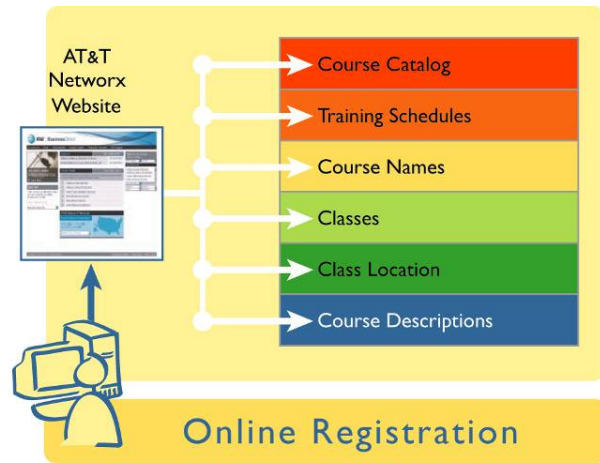 AT&T
Networx
Website
Course Catalog
Training Schedules
Course Names
Classes
Class Location
Course Descriptions
Online Registration